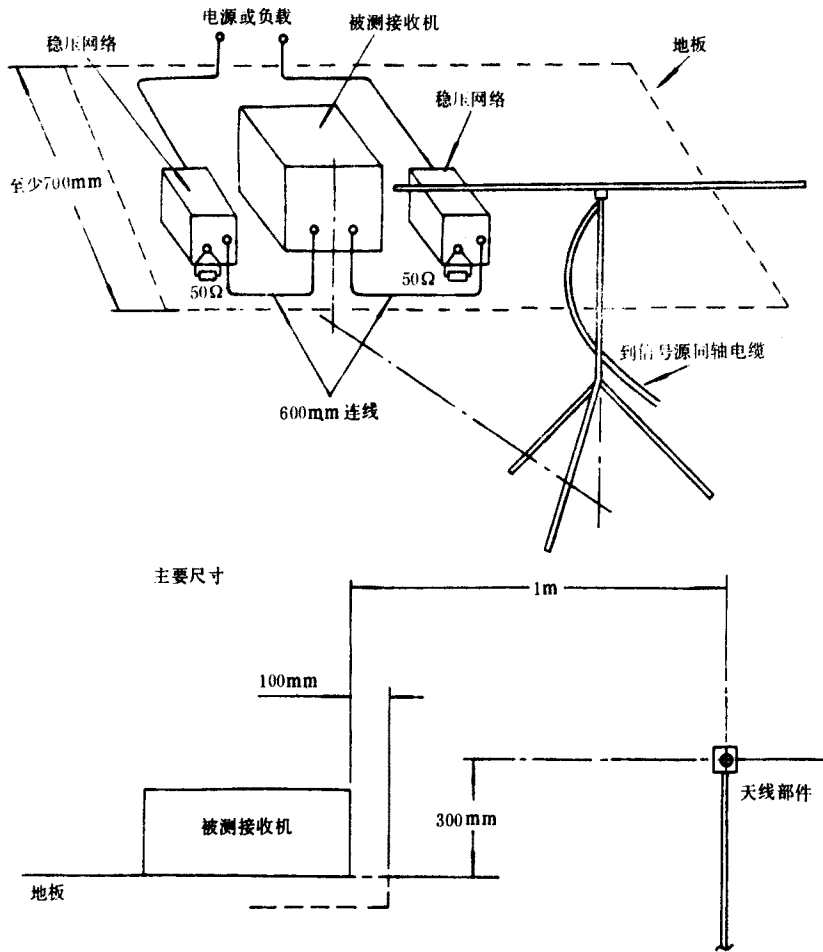 电源或负载
稳压网络
被测接收机
地板
稳压网络
至少700mm
50Ω
50Ω
到信号源同轴电缆
600mm 连线
主要尺寸
1m
100mm
天线部件
300mm
被测接收机
地板